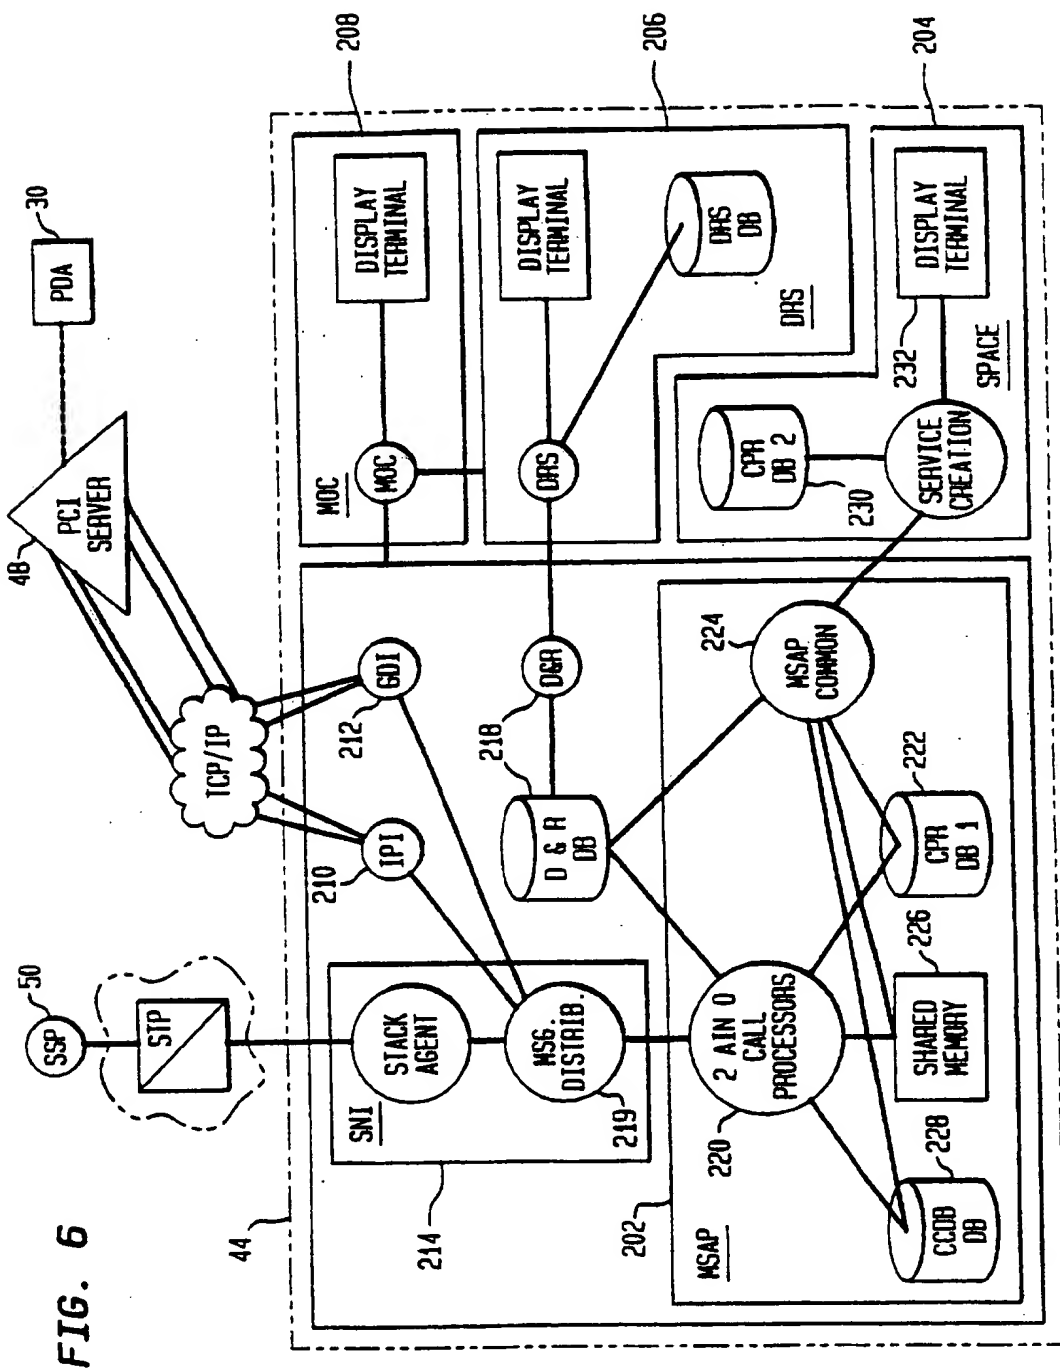 FIG. 6
44
SSP
50
STP
TCP/IP
PCI
SERVER
48
PDA
30
SNI
STACK
AGENT
MSG.
DISTRIB.
219
214
IPI
210
GDI
212
D & R
DB
218
D&R
MOC
MOC
DISPLAY
TERMINAL
208
DRS
DISPLAY
TERMINAL
DRS
DB
DRS
206
MSAP
202
2 AIN 0
CALL
PROCESSORS
220
MSAP
COMMON
224
CCDB
DB
228
SHARED
MEMORY
226
CPR
DB 1
222
CPR
DB 2
230
SERVICE
CREATION
SPACE
DISPLAY
TERMINAL
232
204